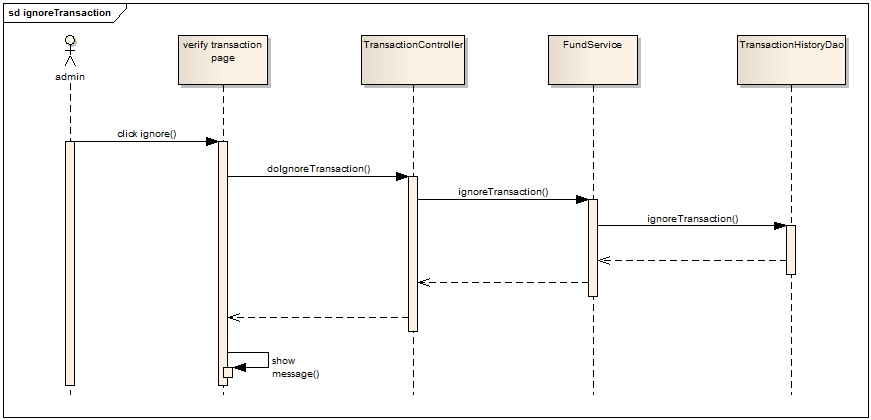 sd ignoreTransaction
admin
verify transaction
page
TransactionController
FundService
TransactionHistoryDao
click ignore()
doIgnoreTransaction()
ignoreTransaction()
ignoreTransaction()
show
message()